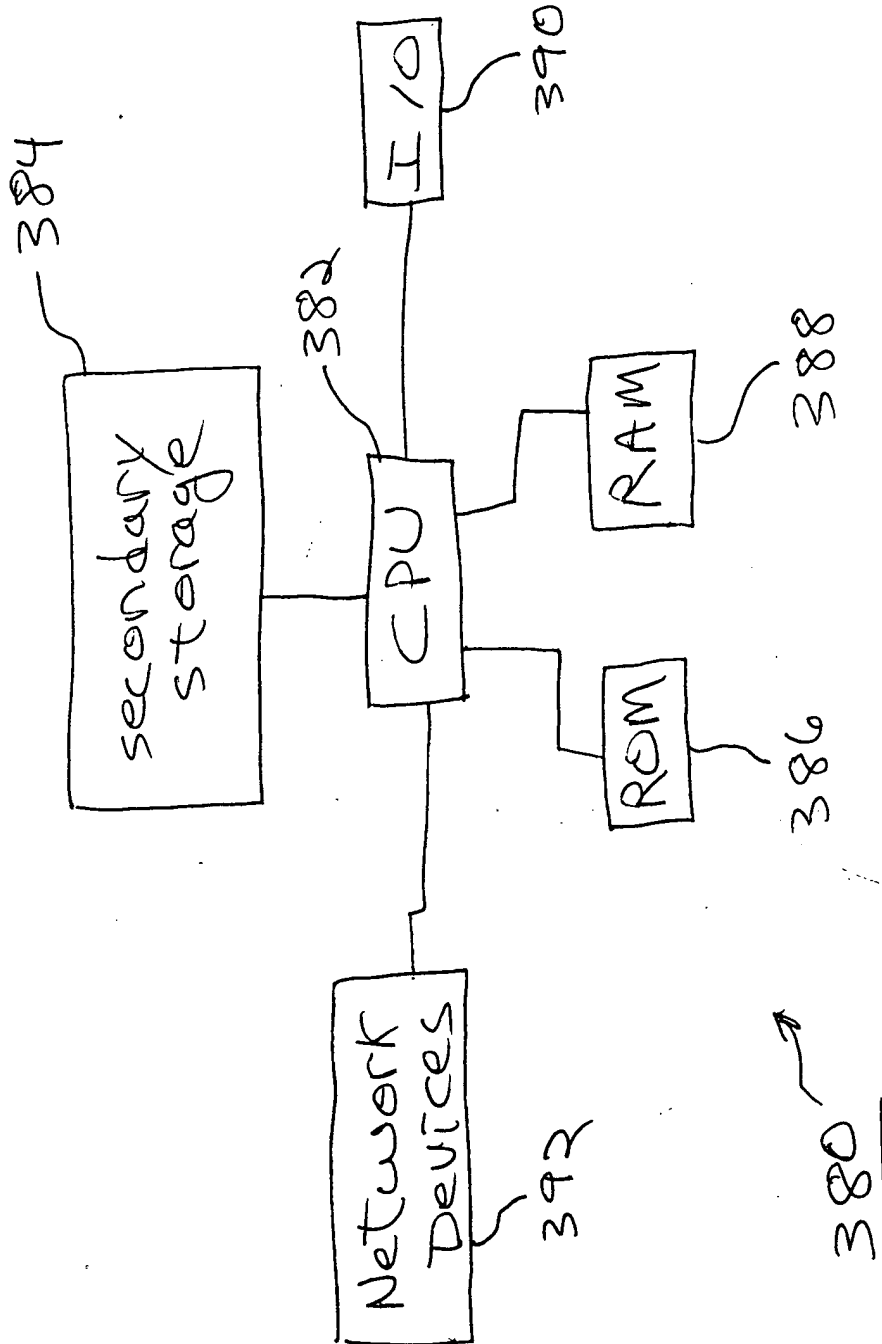 384
secondary
storage
382
Network
Devices
CPU
I/O
392
390
ROM
RAM
386
388
380